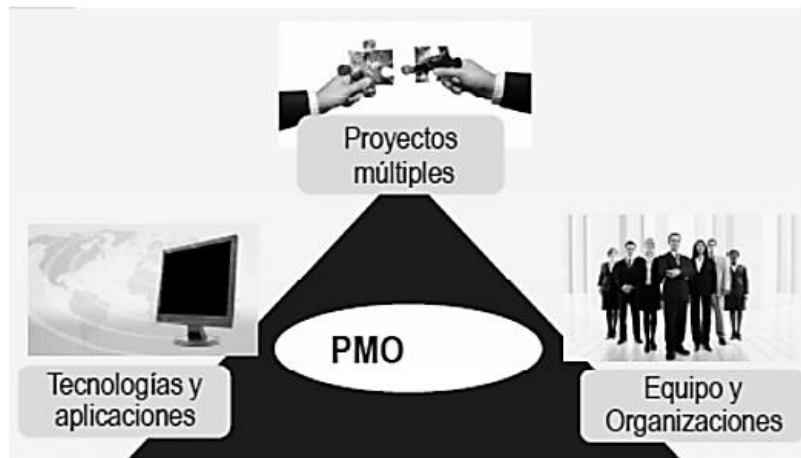 Proyectos
múltiples
PMO
Tecnologías y
aplicaciones
Equipo y
Organizaciones